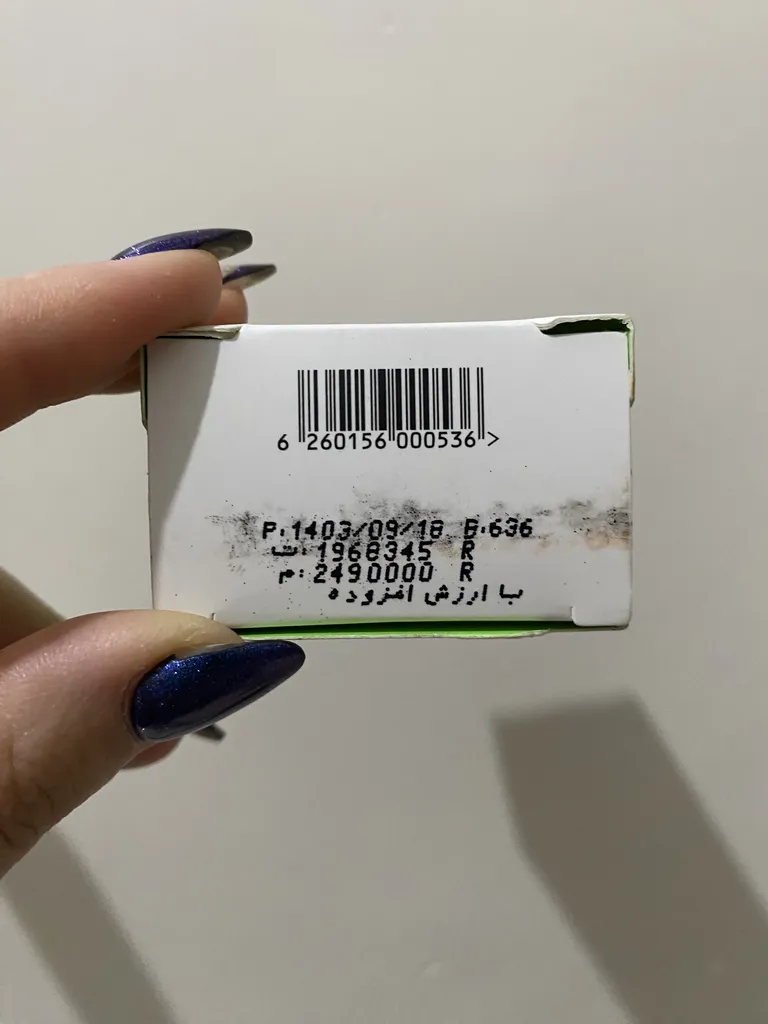 6 260156 000536 >
P.1403/09/18 B.636
ت: 1968345 R
م: 2490000 R
با ارزش افزوده